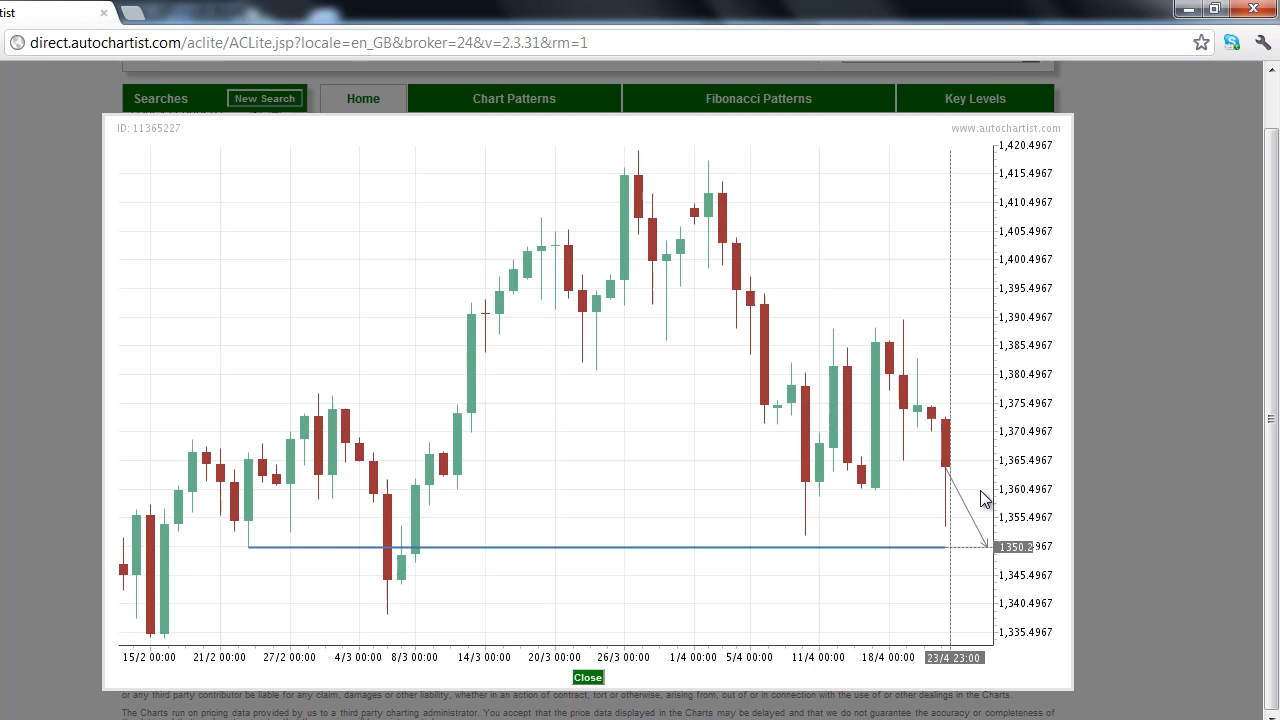 tist
direct.autochartist.com/aclite/ACLite.jsp?locale=en_GB&broker=24&v=2.3.31&rm=1
Searches New Search Home Chart Patterns Fibonacci Patterns Key Levels
ID: 11365227 www.autochartist.com
1,420.4967
1,415.4967
1,410.4967
1,405.4967
1,400.4967
1,395.4967
1,390.4967
1,385.4967
1,380.4967
1,375.4967
1,370.4967
1,365.4967
1,360.4967
1,355.4967
1350.2967
1,345.4967
1,340.4967
1,335.4967
15/2 00:00 21/2 00:00 27/2 00:00 4/3 00:00 8/3 00:00 14/3 00:00 20/3 00:00 26/3 00:00 1/4 00:00 5/4 00:00 11/4 00:00 18/4 00:00 23/4 23:00
Close
or any third party contributor be liable for any claim, damages or other liability, whether in an action of contract, tort or otherwise, arising from, out of or in connection with the use of or other dealings in the Charts.
The Charts run on pricing data provided by us to a third party charting administrator. You accept that the price data displayed in the Charts may be delayed and that we do not guarantee the accuracy or completeness of